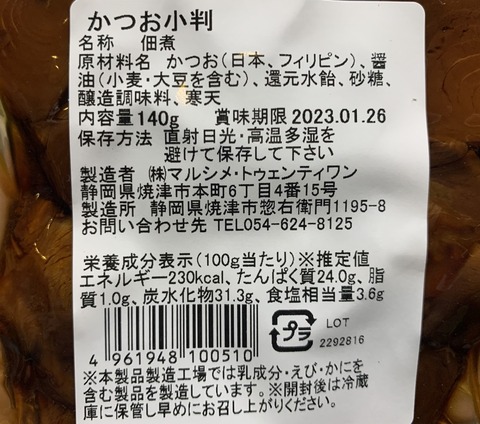 かつお小判
名称 佃煮
原材料名 かつお(日本、フィリピン)、醤
油(小麦・大豆を含む)、還元水飴、砂糖、
醸造調味料、寒天
内容量140g 賞味期限2023.01.26
保存方法 直射日光・高温多湿を
避けて保存して下さい
製造者 ㈱マルシメ・トゥエンティワン
静岡県焼津市本町6丁目4番15号
製造所 静岡県焼津市惣右衛門1195-8
お問い合わせ先 TEL054-624-8125
栄養成分表示(100g当たり)※推定値
エネルギー230kcal、たんぱく質24.0g、脂
質1.0g、炭水化物31.3g、食塩相当量3.6g
プラ
LOT
2292816
4 961948 100510
※本製品製造工場では乳成分・えび・かにを
含む製品を製造しています。※開封後は冷蔵
庫に保管し早めにお召し上がりください。